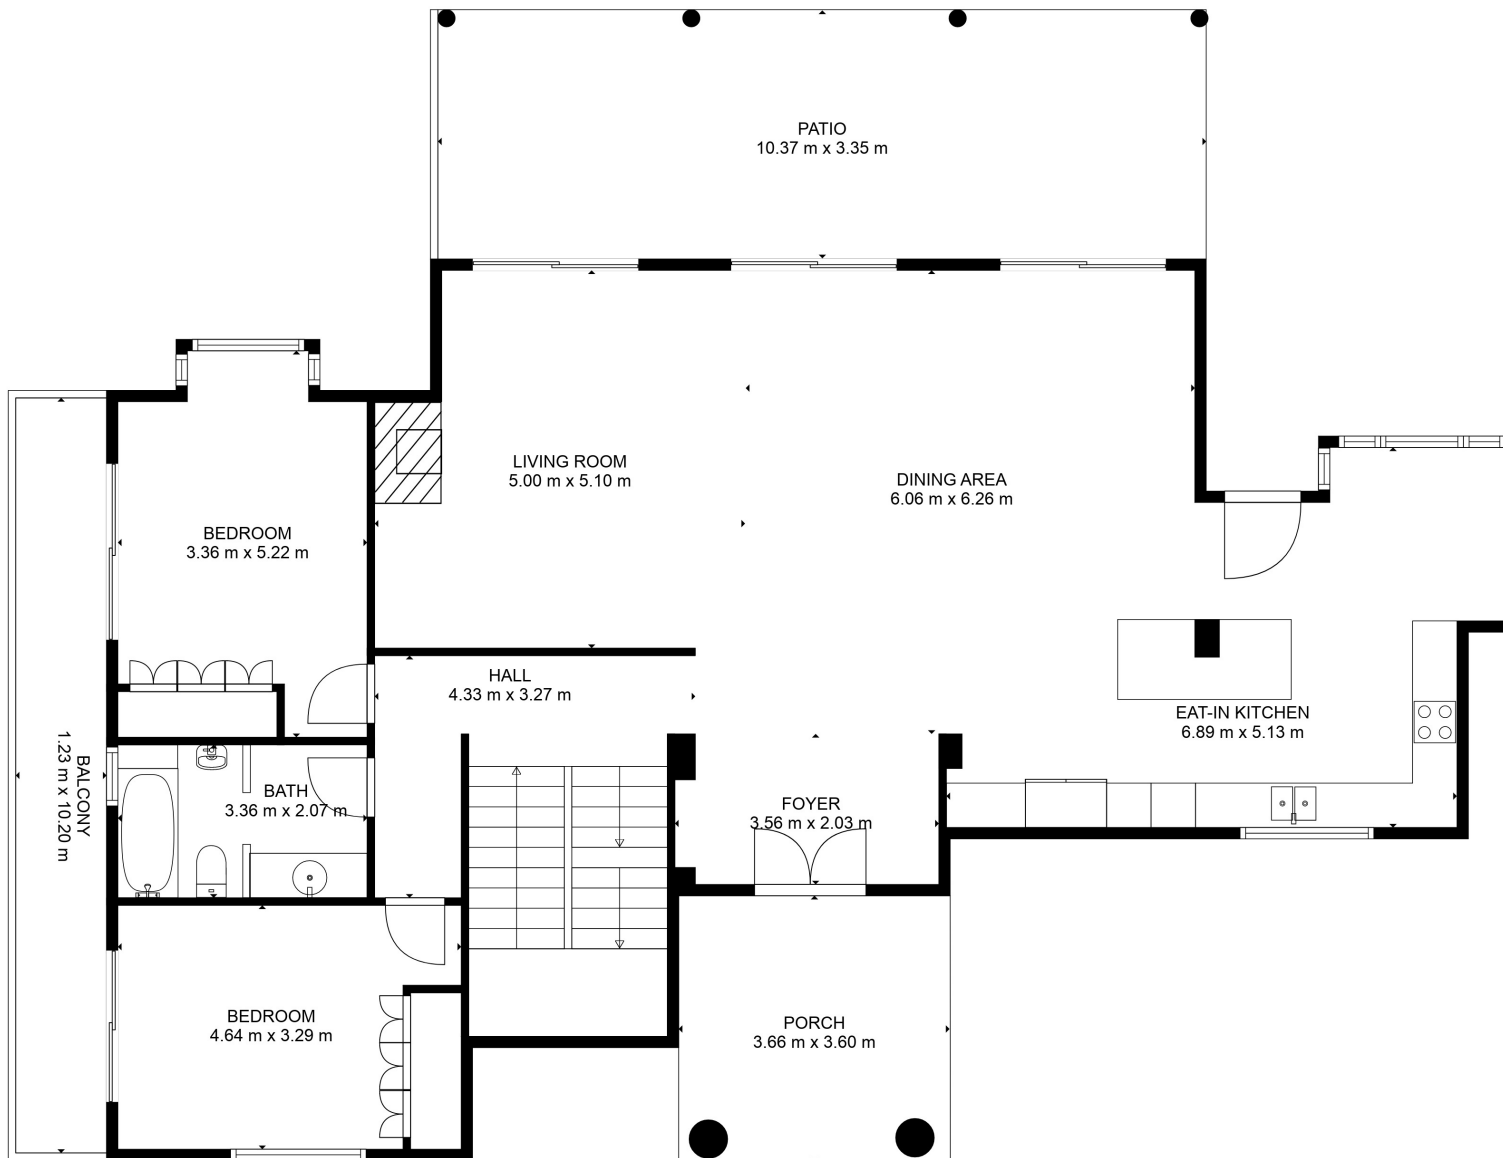 PATIO
10.37 m x 3.35 m
LIVING ROOM
5.00 m x 5.10 m
DINING AREA
6.06 m x 6.26 m
BEDROOM
3.36 m x 5.22 m
HALL
4.33 m x 3.27 m
EAT-IN KITCHEN
6.89 m x 5.13 m
BALCONY
1.23 m x 10.20 m
BATH
3.36 m x 2.07 m
FOYER
3.56 m x 2.03 m
BEDROOM
4.64 m x 3.29 m
PORCH
3.66 m x 3.60 m